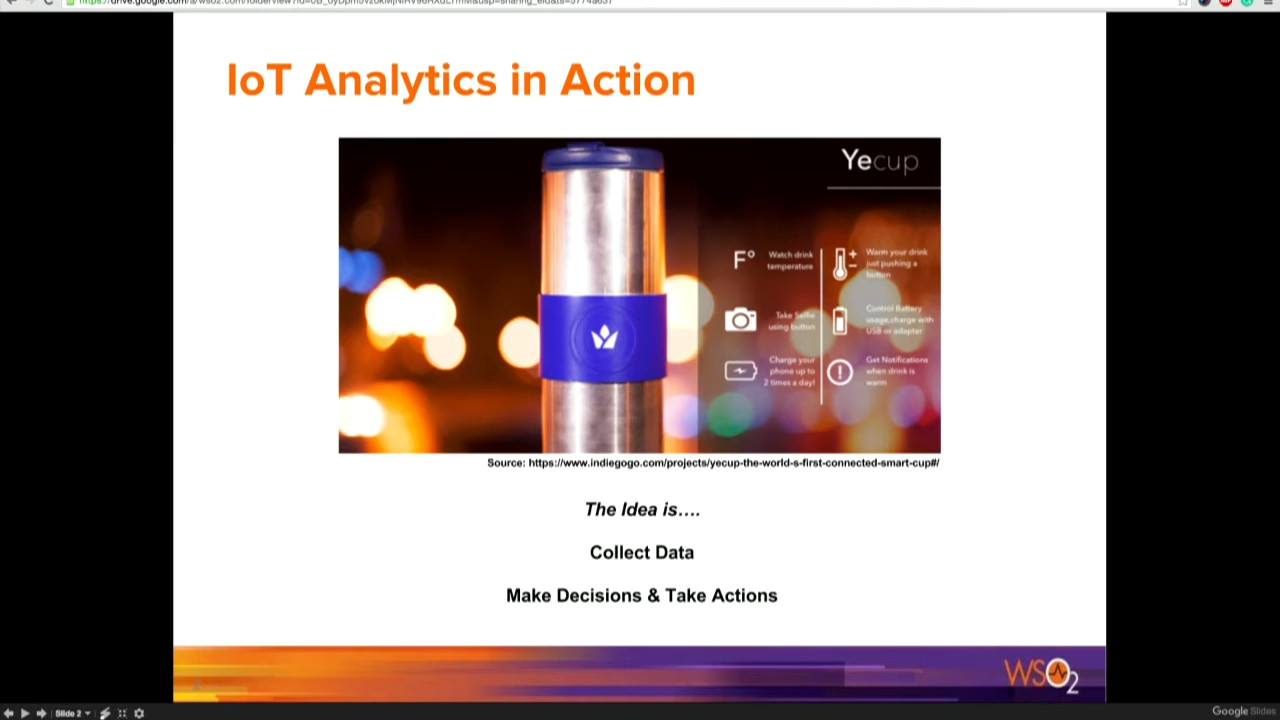 IoT Analytics in Action
Yecup
F° Watch drink
temperature
Warm your drink
just pushing a
button
Take Selfie
using button
Control Battery
usage,charge with
USB or adapter
Charge your
phone up to
2 times a day!
Get Notifications
when drink is
warm
Source: https://www.indiegogo.com/projects/yecup-the-world-s-first-connected-smart-cup#/
The Idea is....
Collect Data
Make Decisions & Take Actions
WSO2
Slide 2
Google Slides